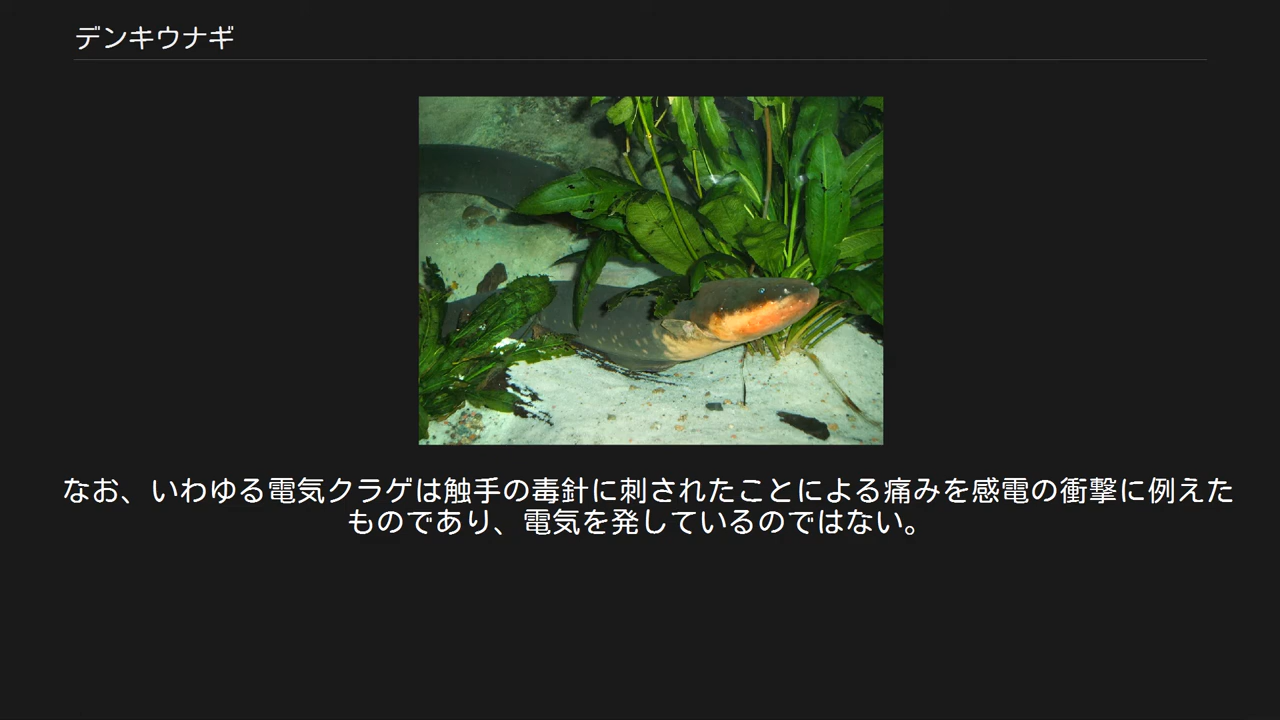 デンキウナギ
なお、いわゆる電気クラゲは触手の毒針に刺されたことによる痛みを感電の衝撃に例えた
ものであり、電気を発しているのではない。